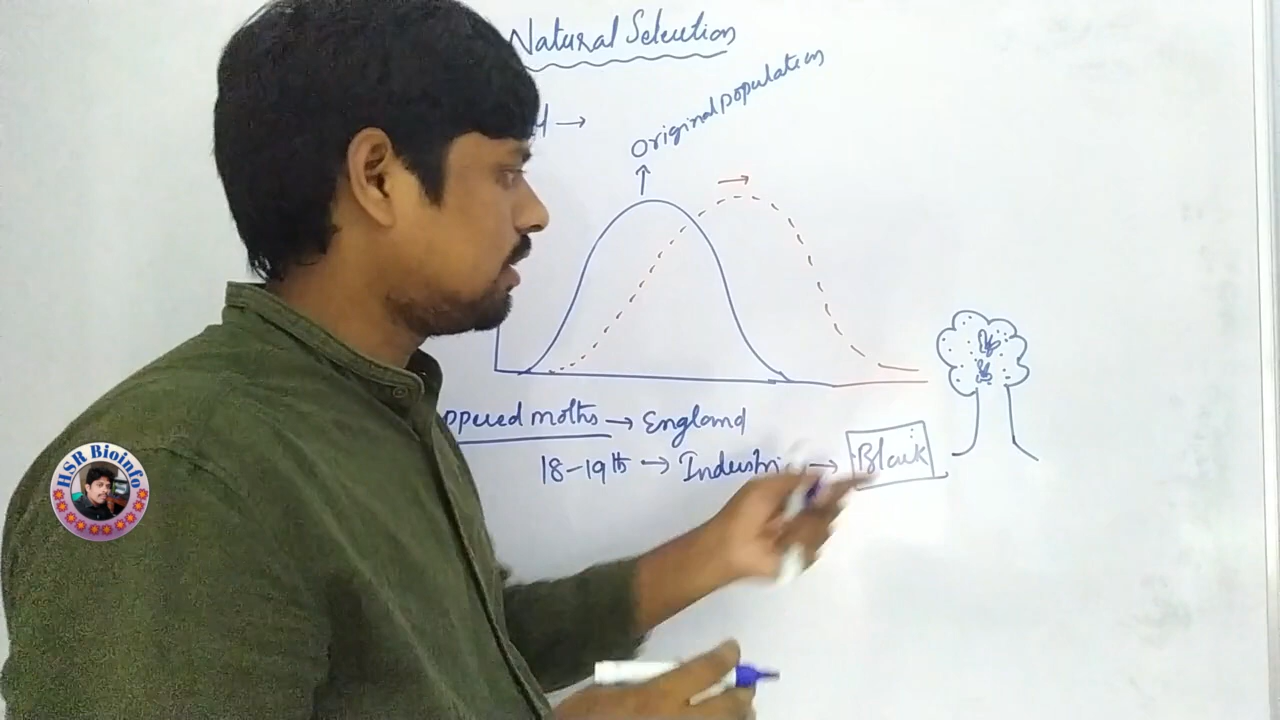 Natural Selection
→
Original population
→
ppered moths → England
18-19th → Industri →
Black
HSR Bioinfo